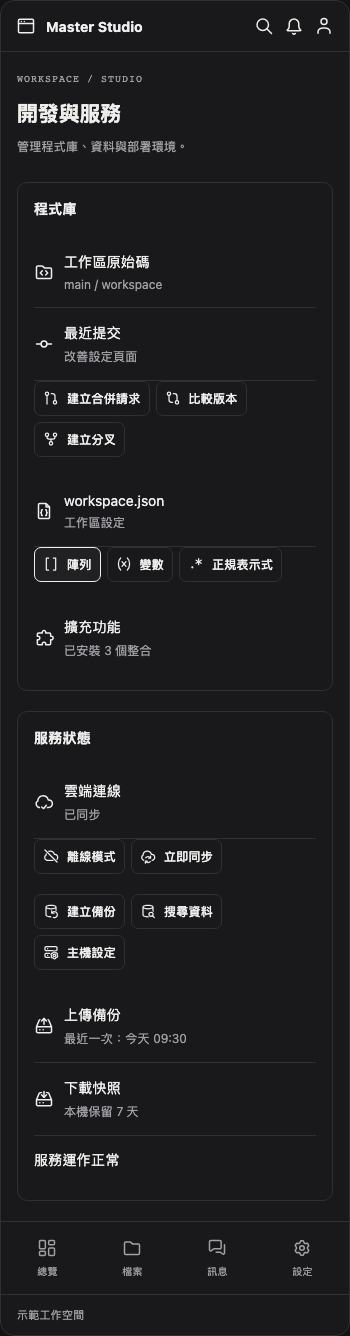 Master Studio
WORKSPACE / STUDIO
開發與服務
管理程式庫、資料與部署環境。
程式庫
工作區原始碼
main / workspace
最近提交
改善設定頁面
建立合併請求
比較版本
建立分叉
workspace.json
工作區設定
[ ] 陣列
(x) 變數
.* 正規表示式
擴充功能
已安裝 3 個整合
服務狀態
雲端連線
已同步
離線模式
立即同步
建立備份
搜尋資料
主機設定
上傳備份
最近一次：今天 09:30
下載快照
本機保留 7 天
服務運作正常
總覽
檔案
訊息
設定
示範工作空間